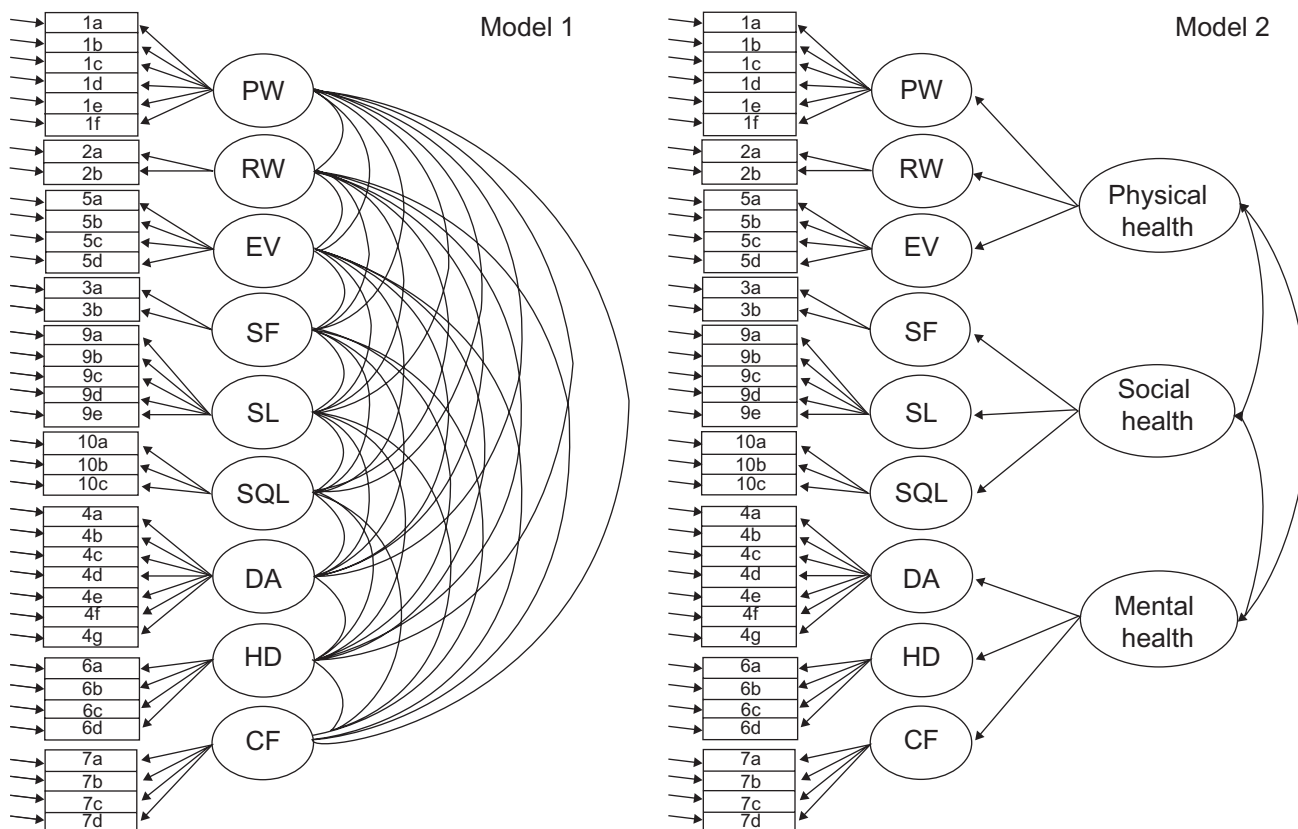 Model 1
1a
1b
1c
1d
1e
1f
PW
2a
2b
RW
5a
5b
5c
5d
EV
3a
3b
SF
9a
9b
9c
9d
9e
SL
10a
10b
10c
SQL
4a
4b
4c
4d
4e
4f
4g
DA
6a
6b
6c
6d
HD
7a
7b
7c
7d
CF
Model 2
1a
1b
1c
1d
1e
1f
PW
2a
2b
RW
5a
5b
5c
5d
EV
Physical
health
3a
3b
SF
9a
9b
9c
9d
9e
SL
10a
10b
10c
SQL
Social
health
4a
4b
4c
4d
4e
4f
4g
DA
6a
6b
6c
6d
HD
7a
7b
7c
7d
CF
Mental
health